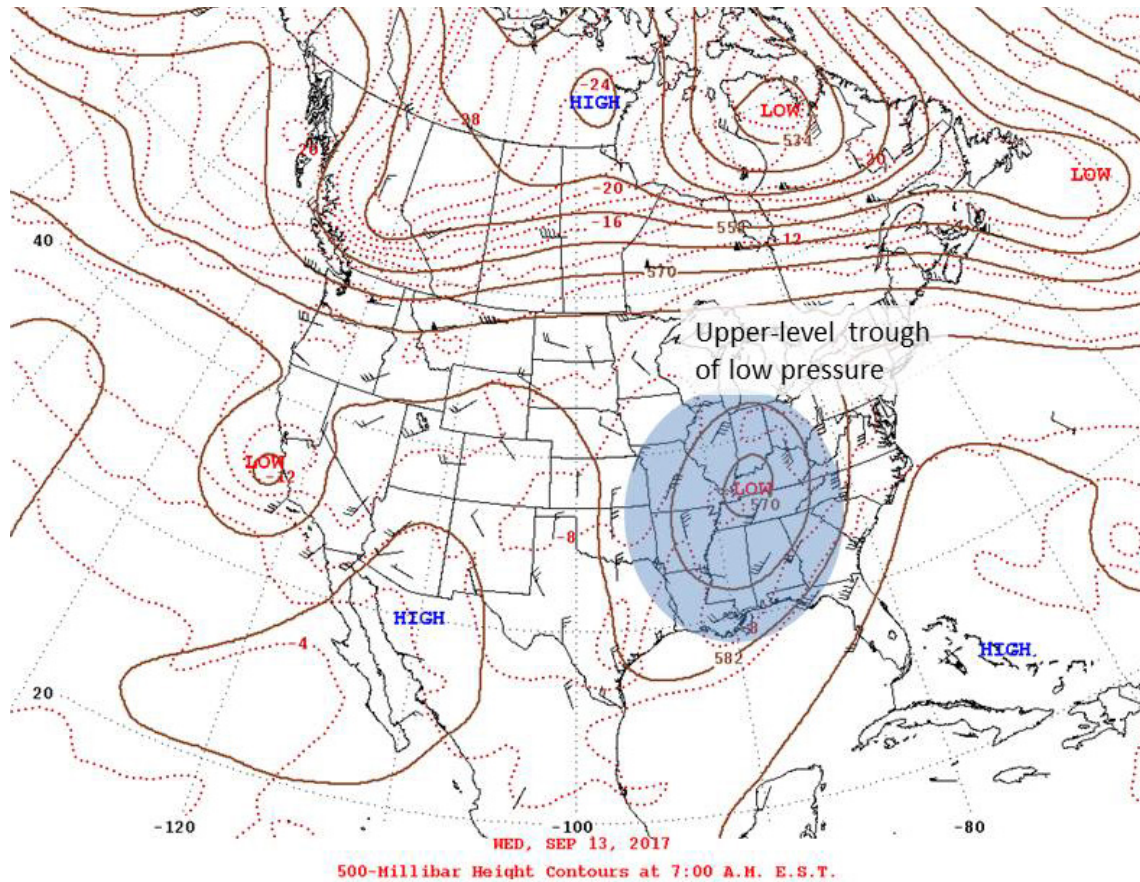 -24
HIGH
LOW
-28
534
-20
-20
LOW
-20
-16
554
-12
40
570
Upper-level trough
of low pressure
LOW
-12
LOW
570
-8
HIGH
-8
-4
582
HIGH
20
-120
-100
-80
WED, SEP 13, 2017
500-Millibar Height Contours at 7:00 A.M. E.S.T.